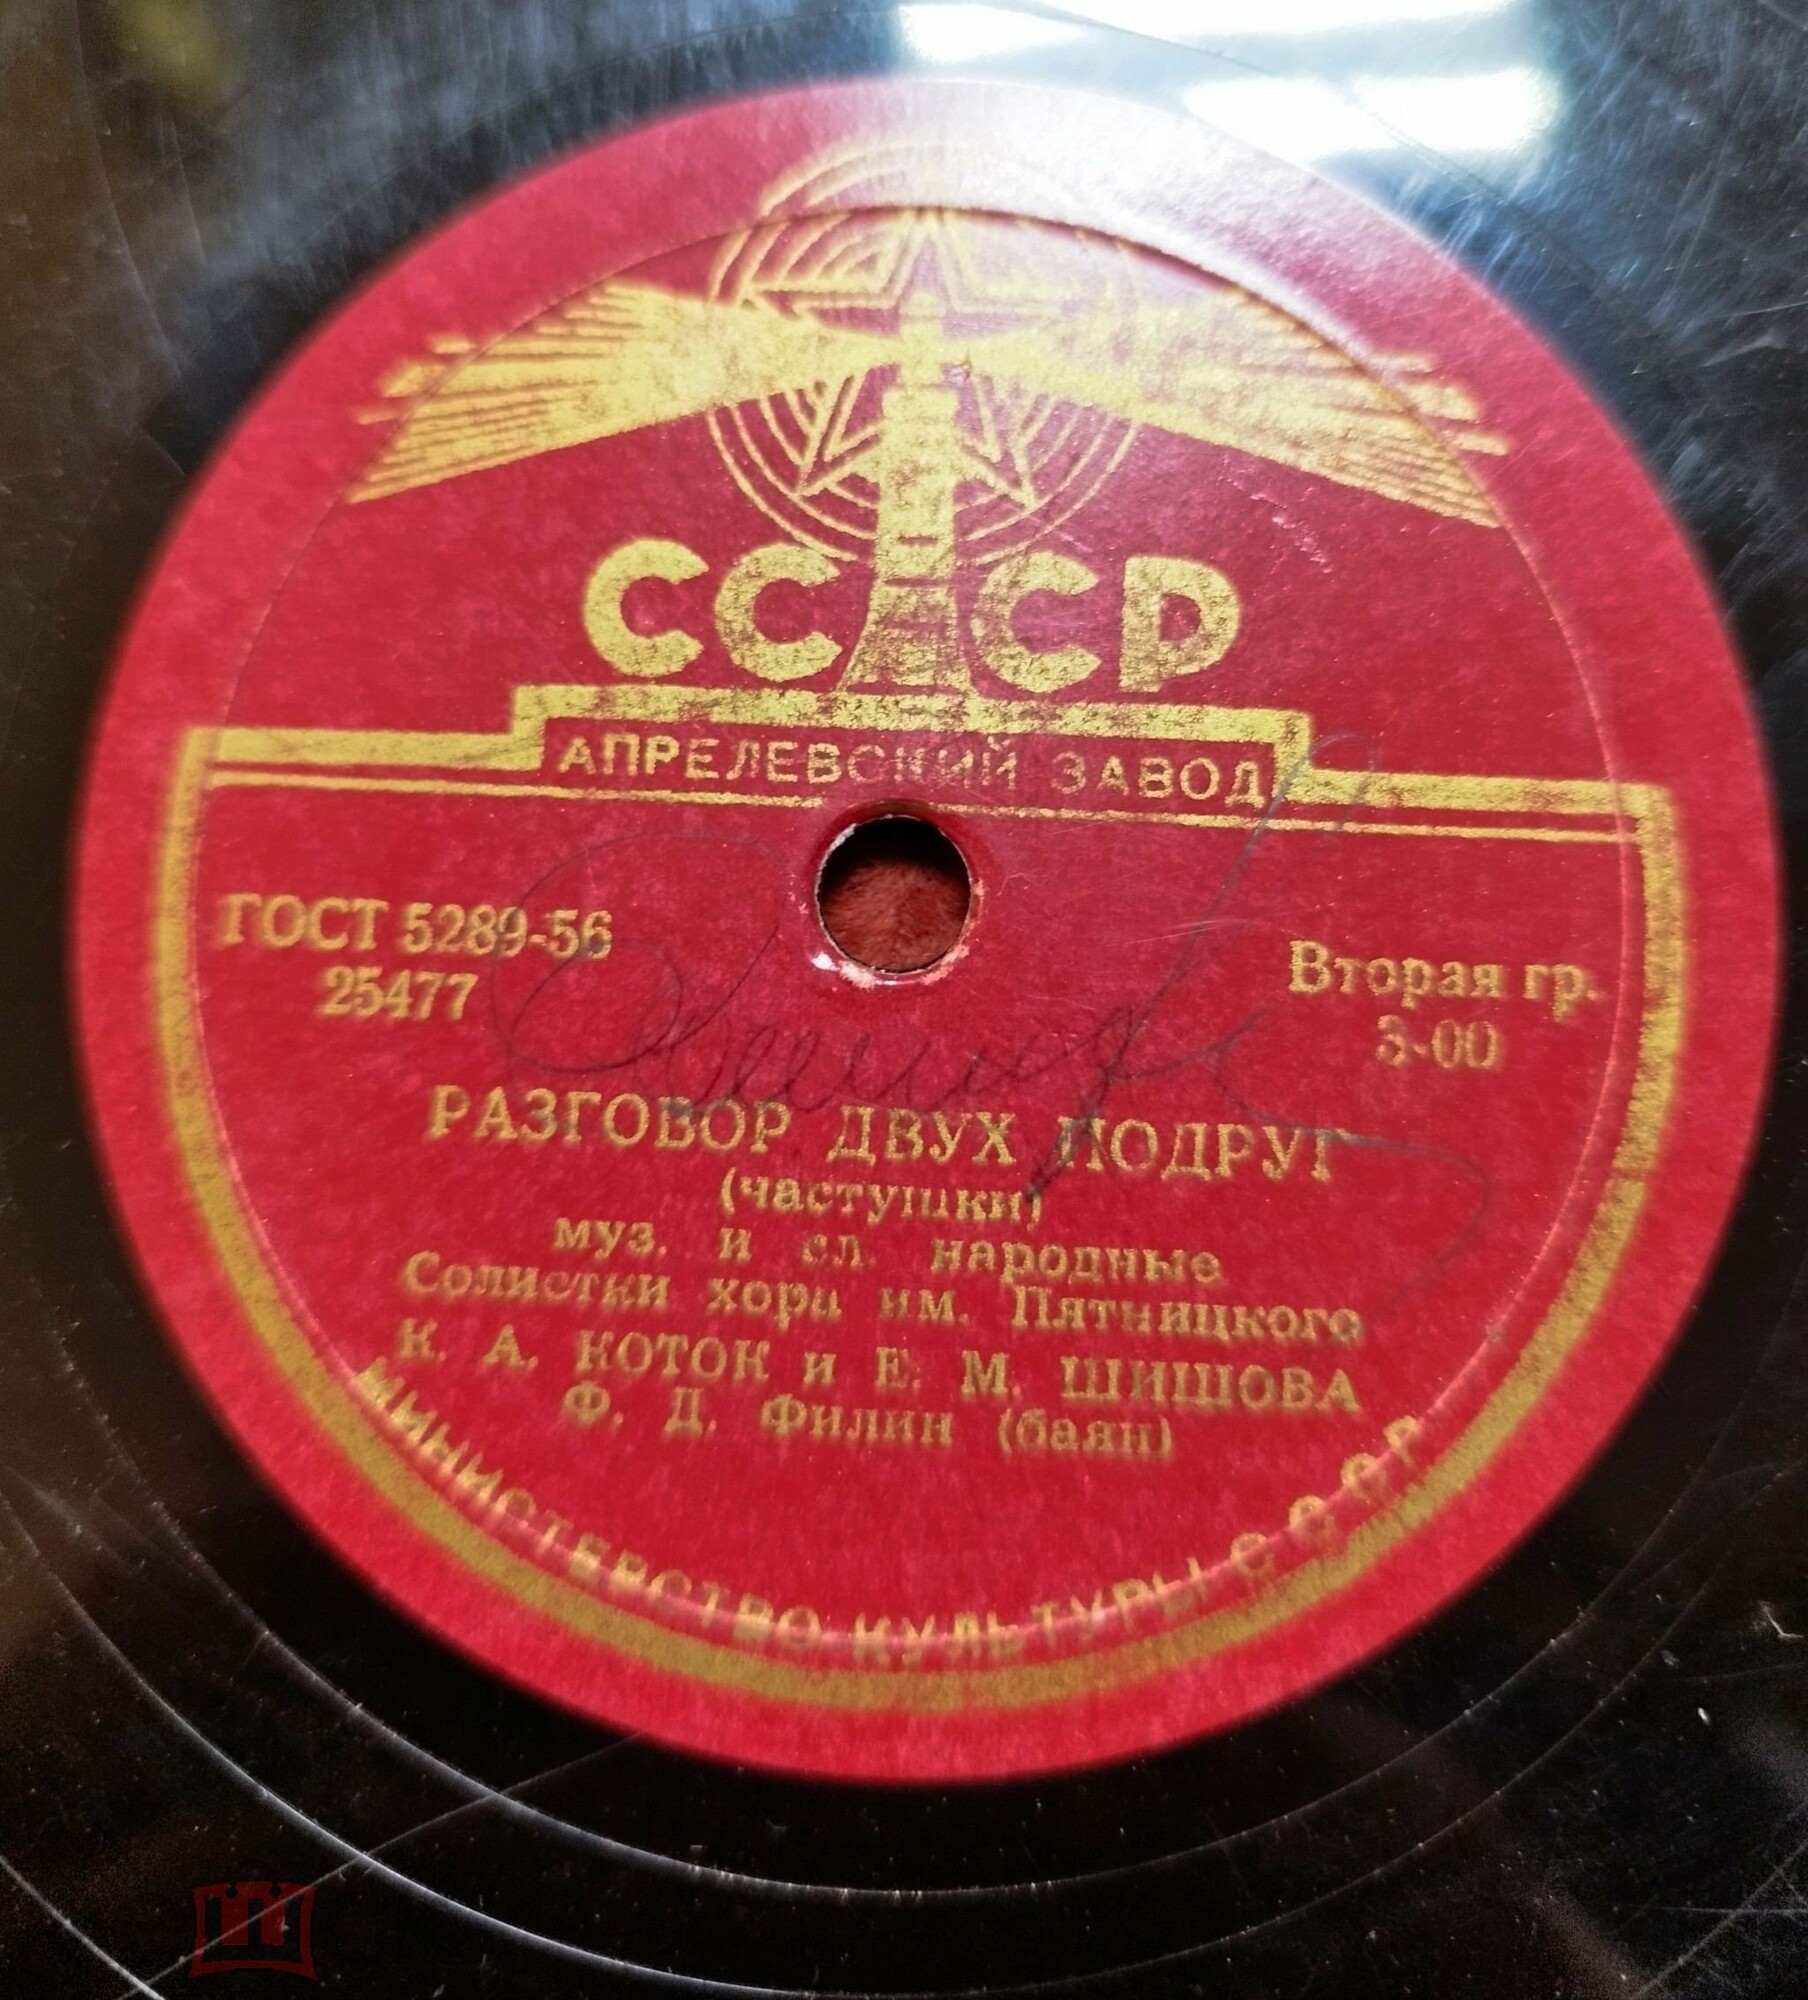 СССР
АПРЕЛЕВСКИЙ ЗАВОД
ГОСТ 5289-56
25477
Вторая гр.
3-00
РАЗГОВОР ДВУХ ПОДРУГ
(частушки)
муз. и сл. народные
Солистки хора им. Пятницкого
К. А. КОТОК и Е. М. ШИШОВА
Ф. Д. Филин (баян)
МИНИСТЕРСТВО КУЛЬТУРЫ СССР